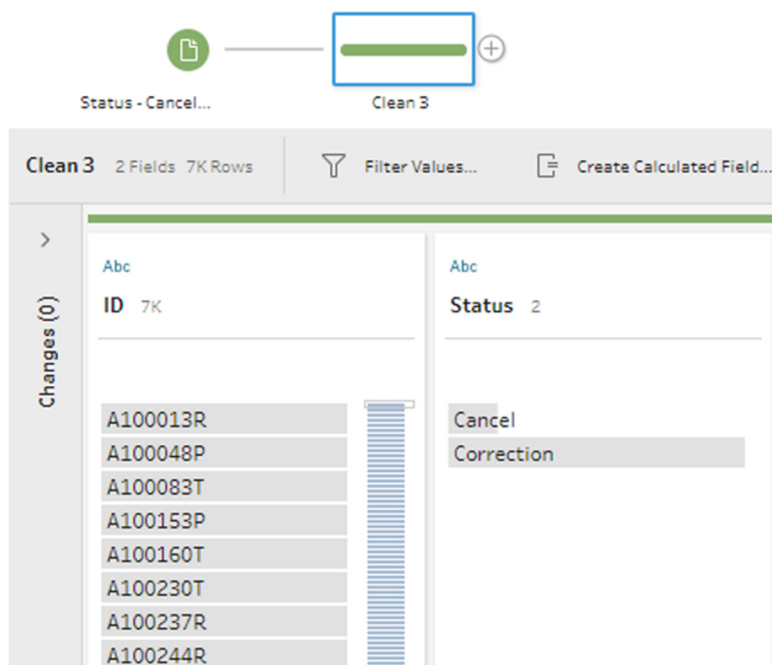 Status - Cancel... Clean 3
Clean 3 2 Fields 7K Rows Filter Values... Create Calculated Field...
Changes (0)
Abc
ID 7K
A100013R
A100048P
A100083T
A100153P
A100160T
A100230T
A100237R
A100244R
Abc
Status 2
Cancel
Correction